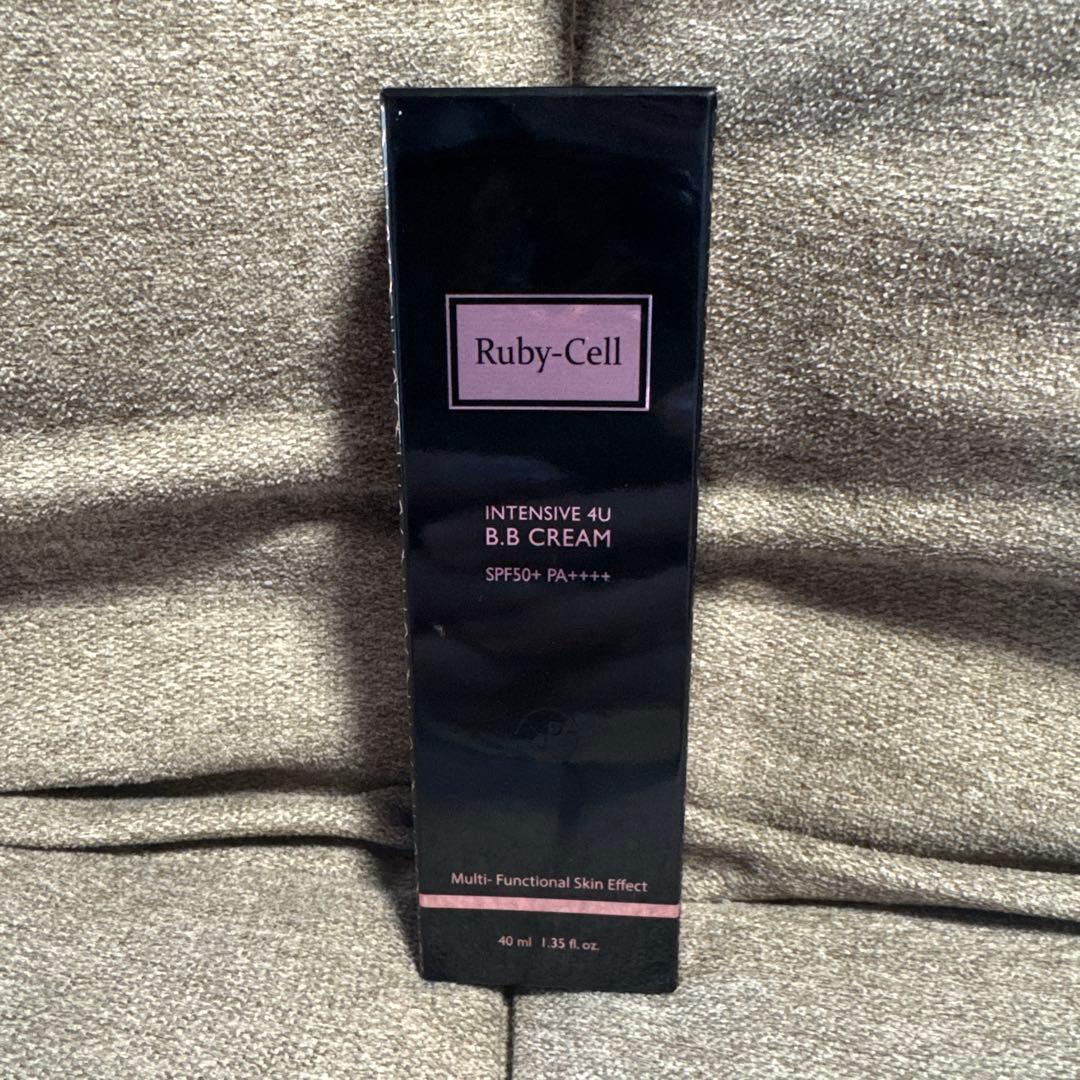 Ruby-Cell
INTENSIVE 4U
B.B CREAM
SPF50+ PA++++
Multi- Functional Skin Effect
40 ml 1.35 fl. oz.